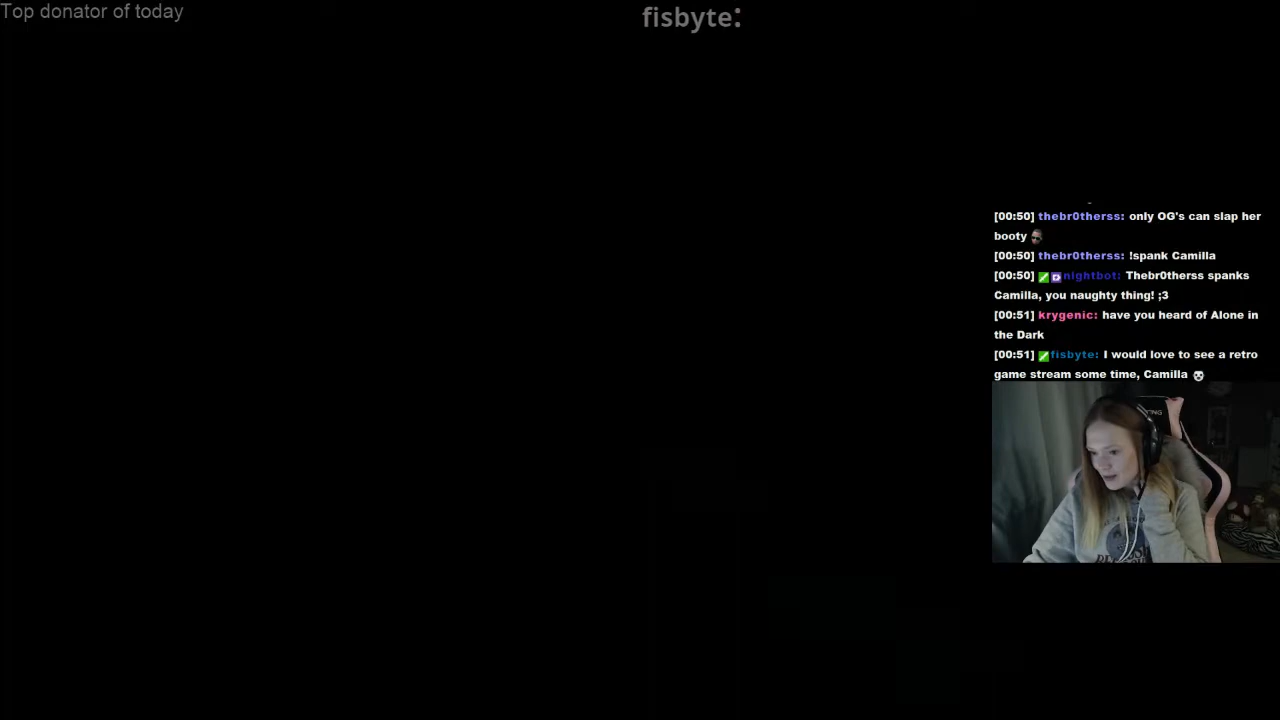 Top donator of today
fisbyte:
[00:50] thebr0therss: only OG's can slap her
booty
[00:50] thebr0therss: !spank Camilla
[00:50] nightbot: Thebr0therss spanks
Camilla, you naughty thing! ;3
[00:51] krygenic: have you heard of Alone in
the Dark
[00:51] fisbyte: I would love to see a retro
game stream some time, Camilla